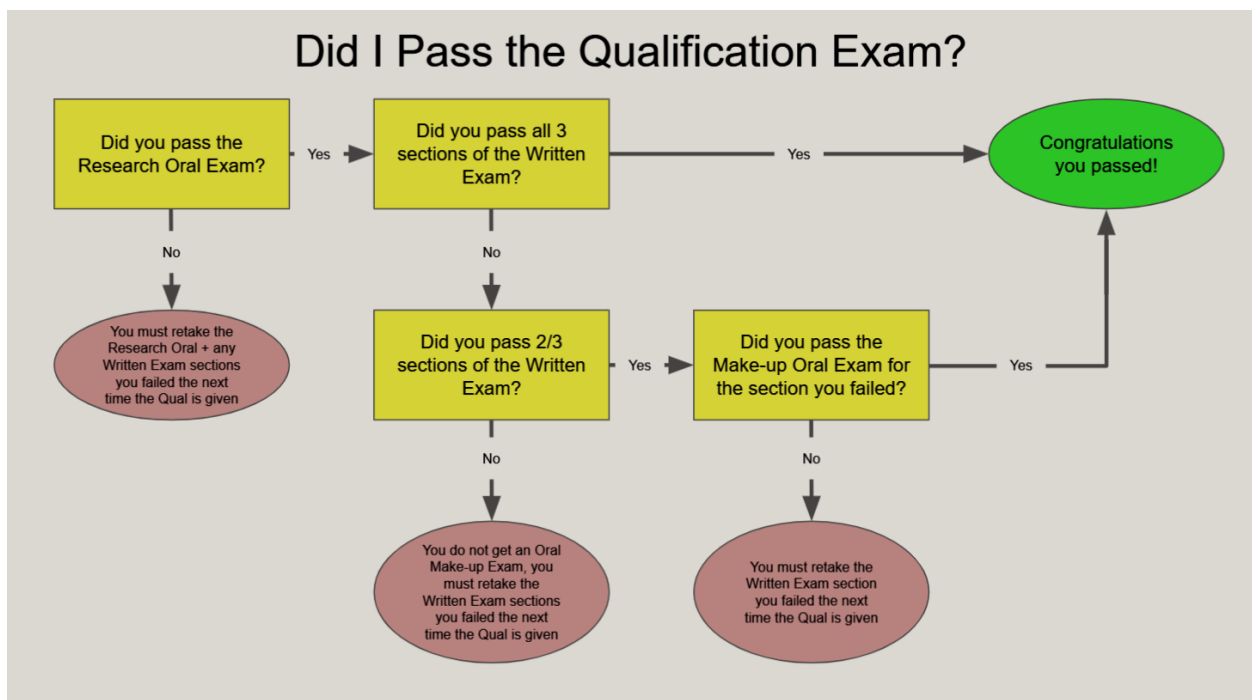 Did I Pass the Qualification Exam?
Did you pass the
Research Oral Exam?
Yes
Did you pass all 3
sections of the Written
Exam?
Yes
Congratulations
you passed!
No
No
You must retake the
Research Oral + any
Written Exam sections
you failed the next
time the Qual is given
Did you pass 2/3
sections of the Written
Exam?
Yes
Did you pass the
Make-up Oral Exam for
the section you failed?
Yes
No
No
You do not get an Oral
Make-up Exam, you
must retake the
Written Exam sections
you failed the next
time the Qual is given
You must retake the
Written Exam section
you failed the next
time the Qual is given